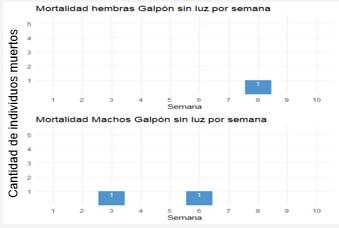 Mortalidad hembras Galpón sin luz por semana
Cantidad de individuos muertos
5
4
3
2
1
1
1 2 3 4 5 6 7 8 9 10
Semana
Mortalidad Machos Galpón sin luz por semana
5
4
3
2
1
1 1
1 2 3 4 5 6 7 8 9 10
Semana